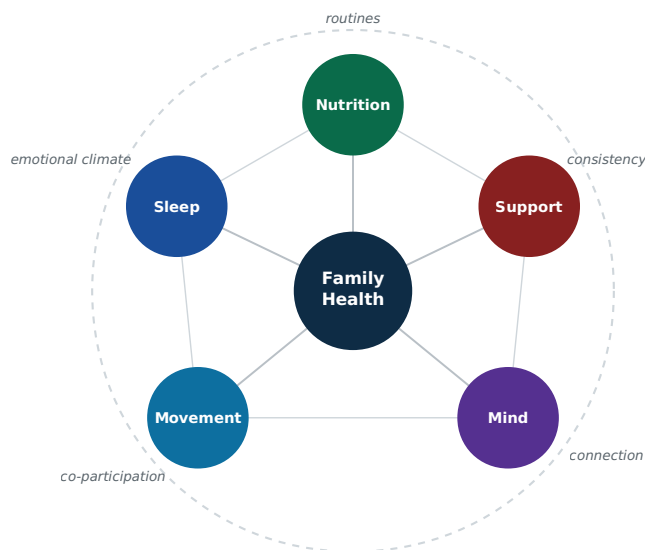 routines
Nutrition
emotional climate
consistency
Sleep
Support
Family
Health
Movement
Mind
connection
co-participation